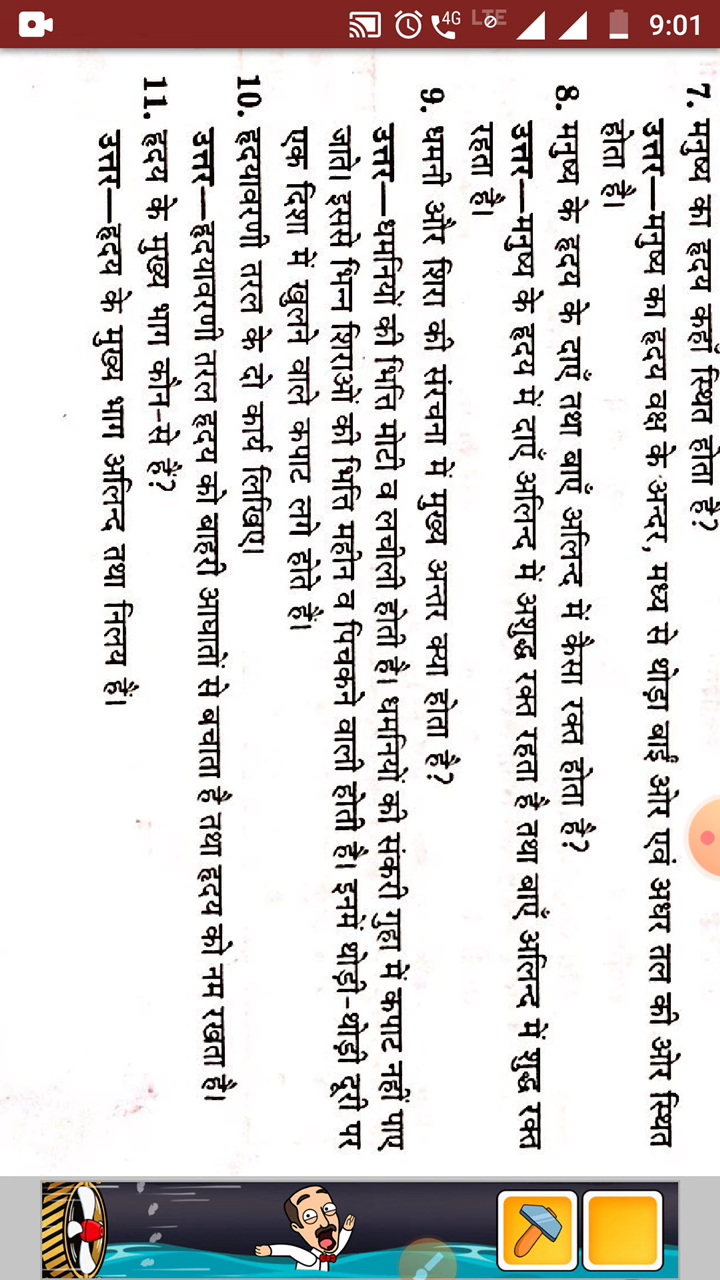 4G LTE 9:01
7. मनुष्य का हृदय कहाँ स्थित होता है?
उत्तर—मनुष्य का हृदय वक्ष के अन्दर, मध्य से थोड़ा बाईं ओर एवं अधर तल की ओर स्थित
होता है।
8. मनुष्य के हृदय के दाएँ तथा बाएँ अलिन्द में कैसा रक्त होता है?
उत्तर—मनुष्य के हृदय में दाएँ अलिन्द में अशुद्ध रक्त रहता है तथा बाएँ अलिन्द में शुद्ध रक्त
रहता है।
9. धमनी और शिरा की संरचना में मुख्य अन्तर क्या होता है?
उत्तर—धमनियों की भित्ति मोटी व लचीली होती है। धमनियों की संकरी गुहा में कपाट नहीं पाए
जाते। इससे भिन्न शिराओं की भित्ति महीन व पिचकने वाली होती है। इनमें थोड़ी-थोड़ी दूरी पर
एक दिशा में खुलने वाले कपाट लगे होते हैं।
10. हृदयावरणी तरल के दो कार्य लिखिए।
उत्तर—हृदयावरणी तरल हृदय को बाहरी आघातों से बचाता है तथा हृदय को नम रखता है।
11. हृदय के मुख्य भाग कौन-से हैं?
उत्तर—हृदय के मुख्य भाग अलिन्द तथा निलय हैं।